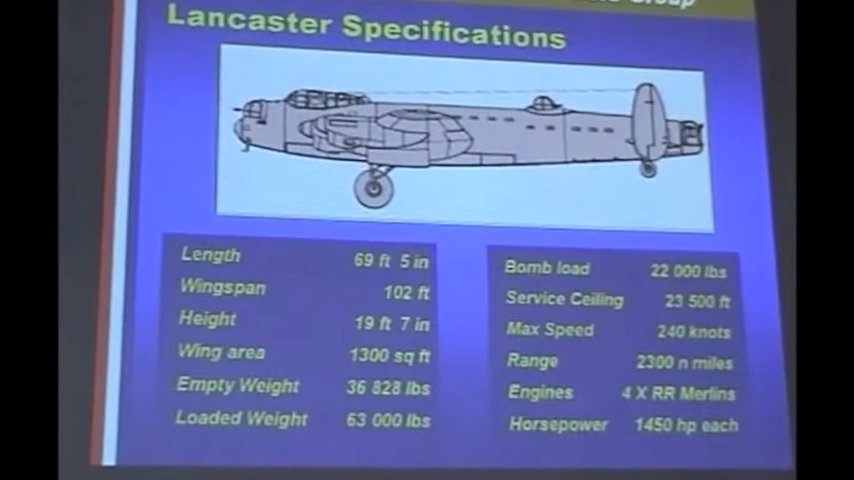 Group
Lancaster Specifications
Length 69 ft 5 in
Wingspan 102 ft
Height 19 ft 7 in
Wing area 1300 sq ft
Empty Weight 36 828 lbs
Loaded Weight 63 000 lbs
Bomb load 22 000 lbs
Service Ceiling 23 500 ft
Max Speed 240 knots
Range 2300 n miles
Engines 4 X RR Merlins
Horsepower 1450 hp each